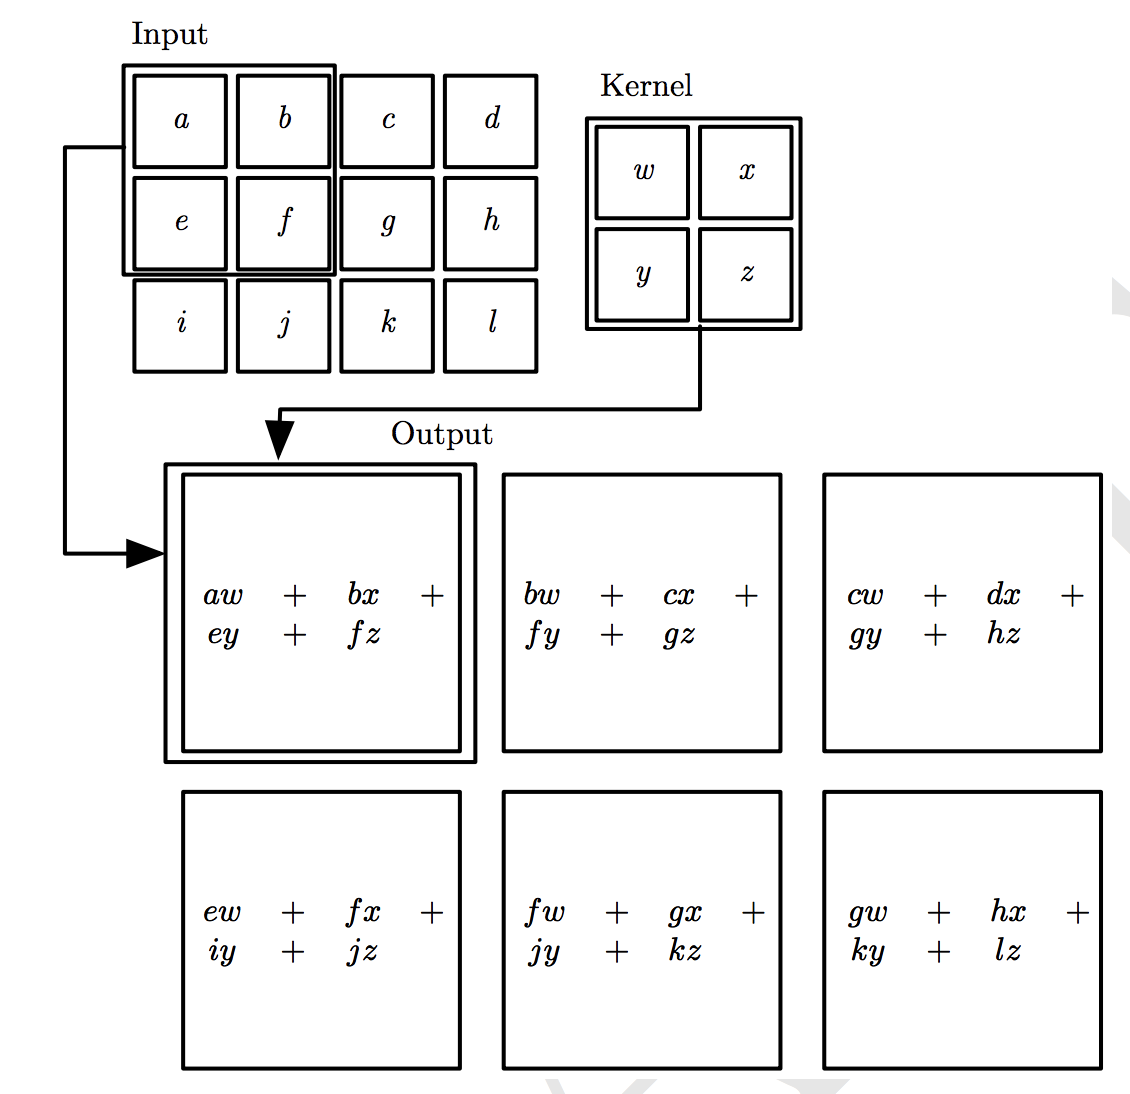 Input
Kernel
a b c d
w x
e f g h
y z
i j k l
Output
aw + bx +
ey + fz
bw + cx +
fy + gz
cw + dx +
gy + hz
ew + fx +
iy + jz
fw + gx +
jy + kz
gw + hx +
ky + lz